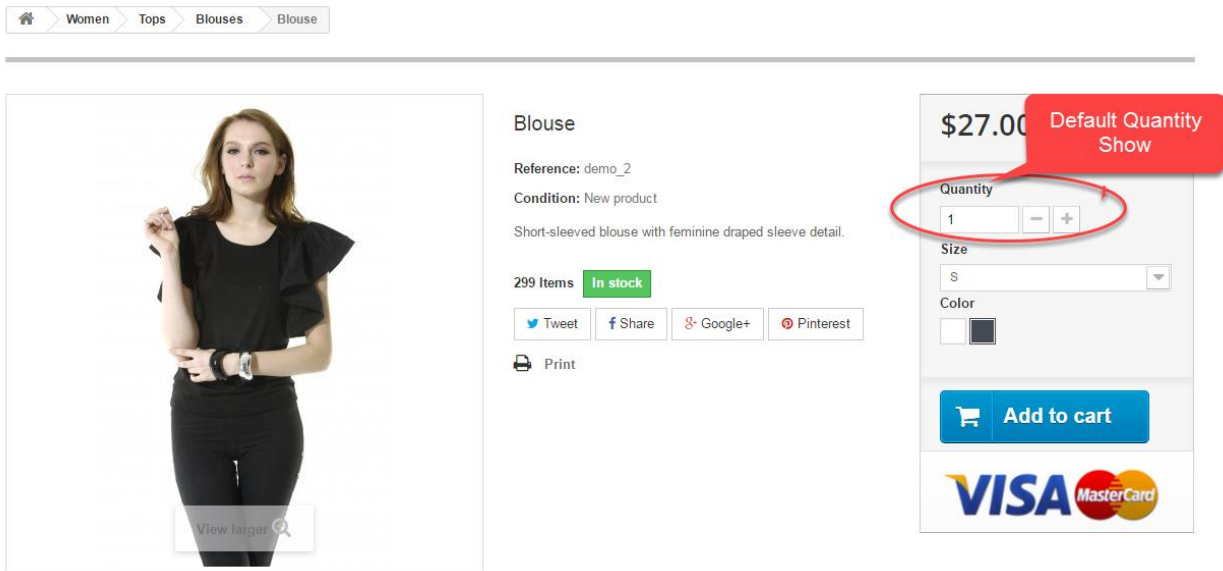 Women Tops Blouses Blouse
Blouse
Reference: demo_2
Condition: New product
Short-sleeved blouse with feminine draped sleeve detail.
299 Items In stock
Tweet Share Google+ Pinterest
Print
View larger
$27.00
Default Quantity
Show
Quantity
1
Size
S
Color
Add to cart
VISA MasterCard